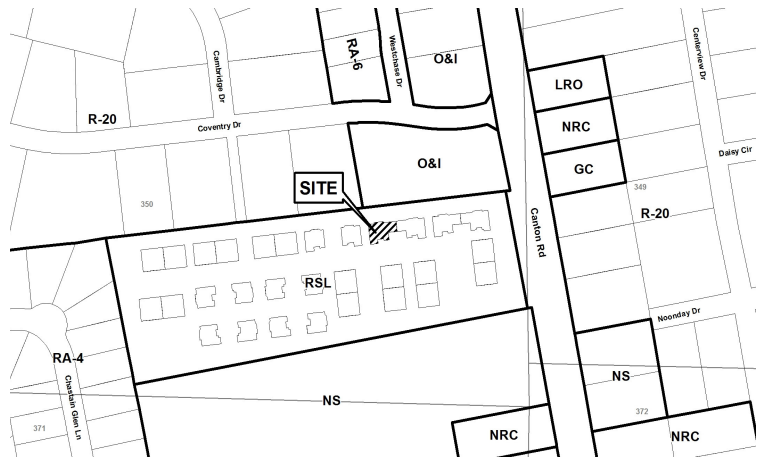 RA-6
Westchase Dr
O&I
Cambridge Dr
Centerview Dr
LRO
R-20
Coventry Dr
NRC
Daisy Cir
O&I
GC
SITE
349
350
R-20
Canton Rd
RSL
Noonday Dr
RA-4
Chastain Glen Ln
NS
NS
372
371
NRC
NRC